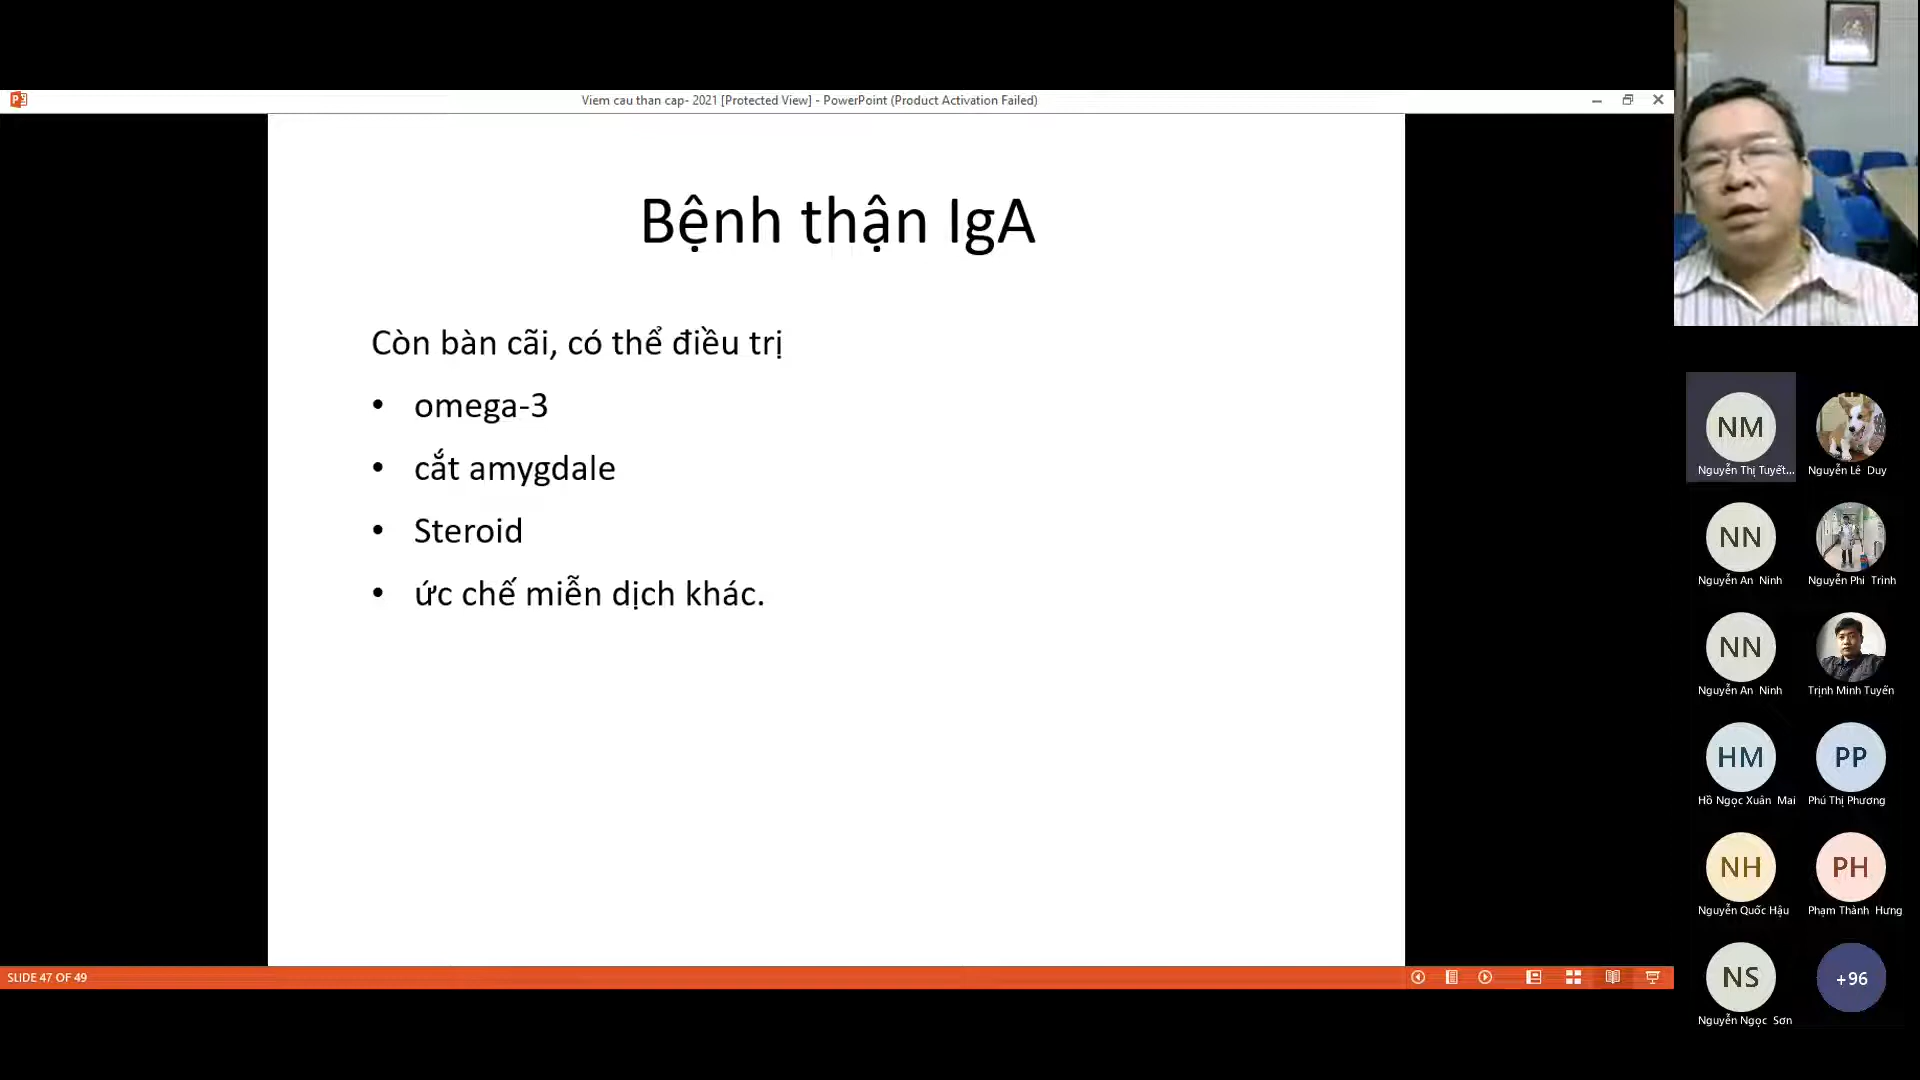 Viem cau than cap- 2021 [Protected View] - PowerPoint (Product Activation Failed)
Bệnh thận IgA
Còn bàn cãi, có thể điều trị
• omega-3
• cắt amygdale
• Steroid
• ức chế miễn dịch khác.
SLIDE 47 OF 49
NM
Nguyễn Thị Tuyết...
Nguyễn Lê Duy
NN
Nguyễn An Ninh
Nguyễn Phi Trinh
NN
Nguyễn An Ninh
Trịnh Minh Tuyến
HM
Hồ Ngọc Xuân Mai
PP
Phú Thị Phương
NH
Nguyễn Quốc Hậu
PH
Phạm Thành Hưng
NS
Nguyễn Ngọc Sơn
+96